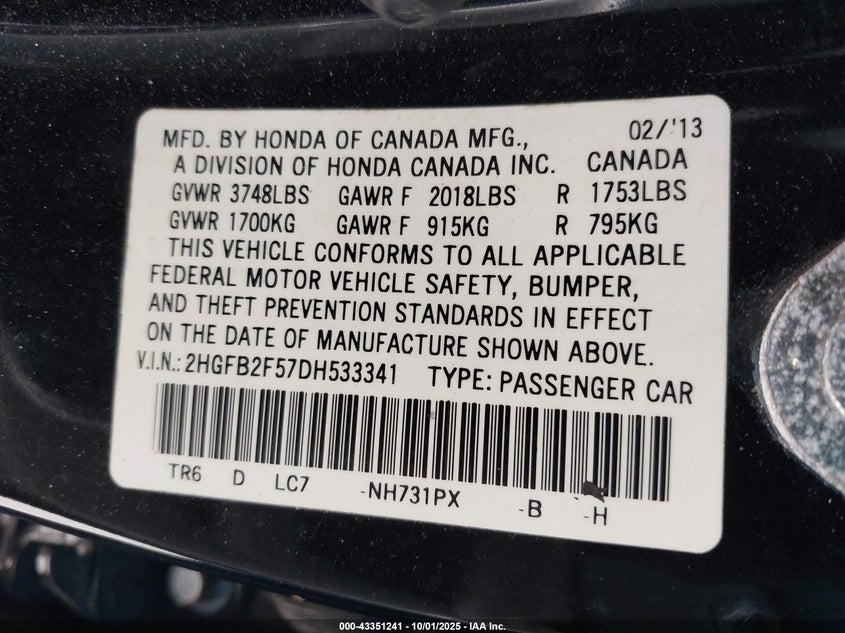 02/'13
MFD. BY HONDA OF CANADA MFG.,
A DIVISION OF HONDA CANADA INC. CANADA
GVWR 3748LBS GAWR F 2018LBS R 1753LBS
GVWR 1700KG GAWR F 915KG R 795KG
THIS VEHICLE CONFORMS TO ALL APPLICABLE
FEDERAL MOTOR VEHICLE SAFETY, BUMPER,
AND THEFT PREVENTION STANDARDS IN EFFECT
ON THE DATE OF MANUFACTURE SHOWN ABOVE.
V.I.N.: 2HGFB2F57DH533341 TYPE: PASSENGER CAR
TR6 D LC7 -NH731PX -B -H
000-43351241 - 10/01/2025 - IAA Inc.